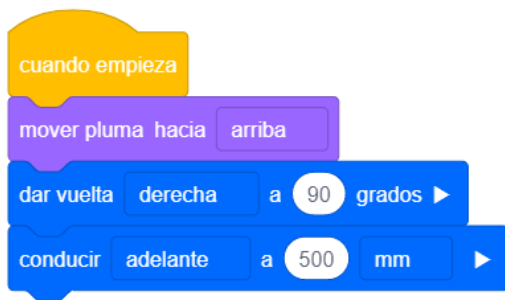 cuando empieza
mover pluma hacia arriba
dar vuelta derecha a 90 grados
conducir adelante a 500 mm